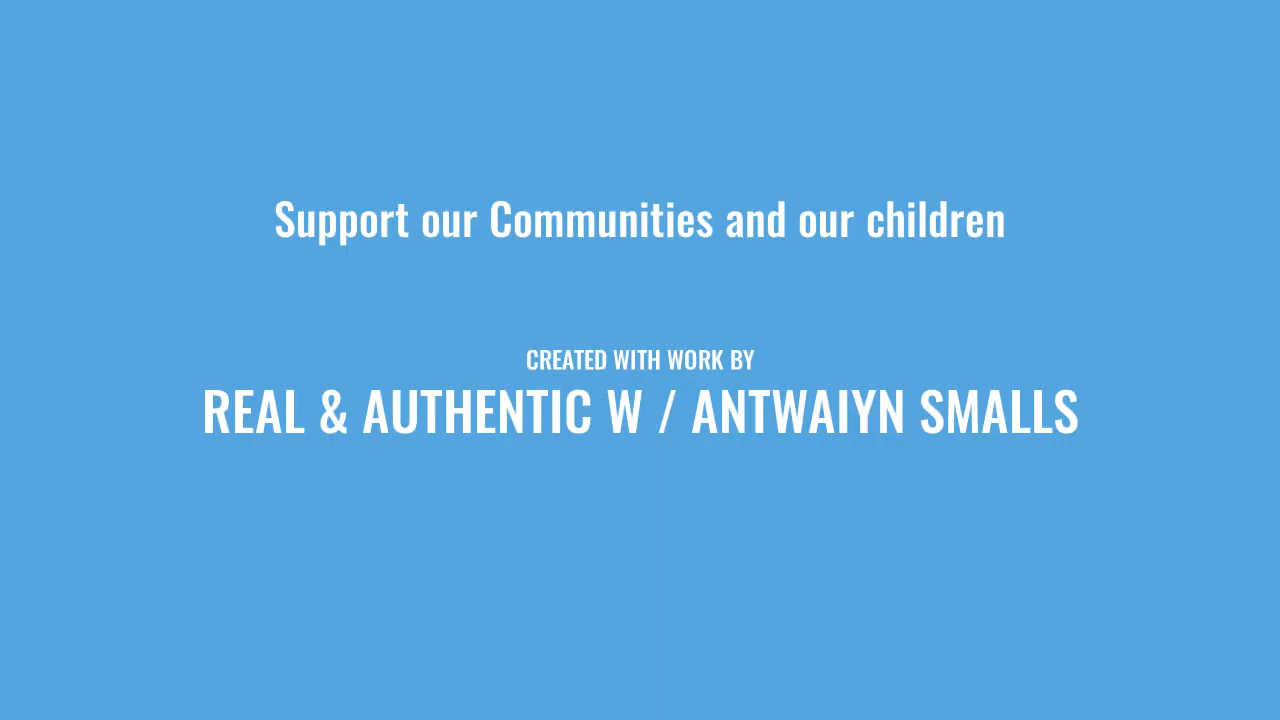 Support our Communities and our children
CREATED WITH WORK BY
REAL & AUTHENTIC W / ANTWAIYN SMALLS